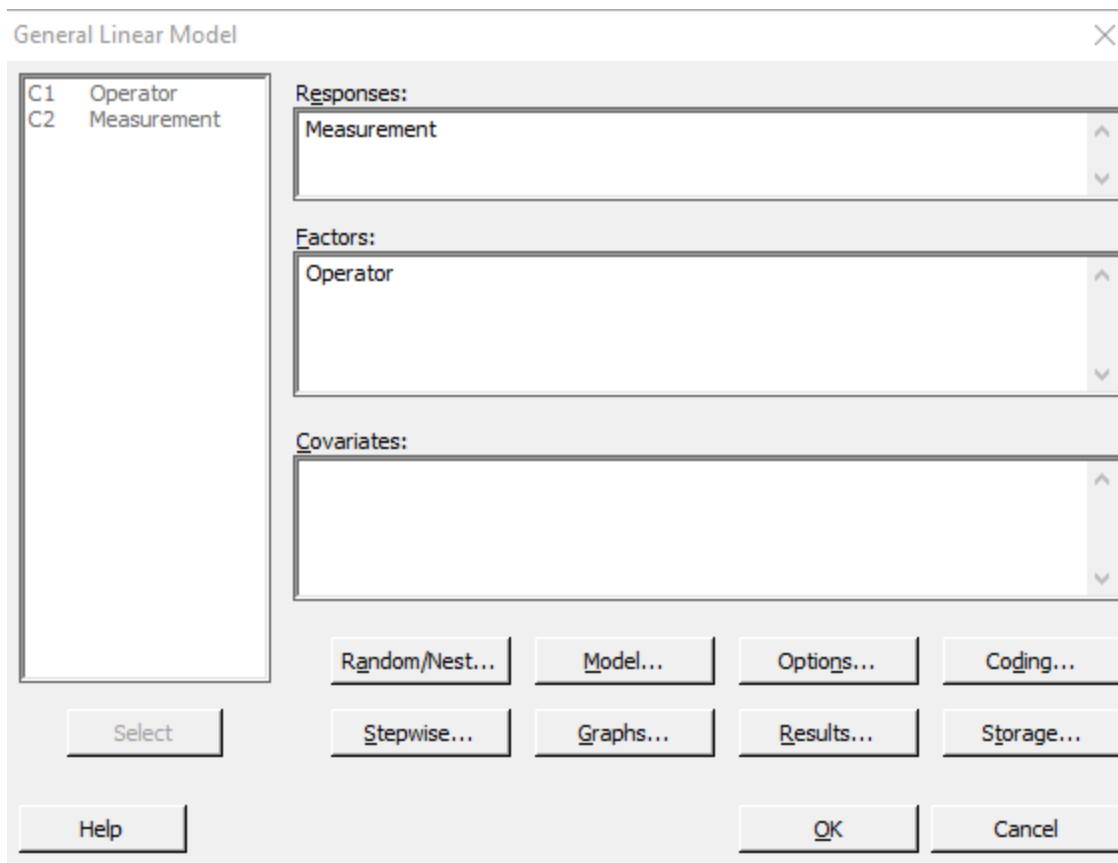 General Linear Model
C1 Operator
C2 Measurement
Responses:
Measurement
Factors:
Operator
Covariates:
Random/Nest... Model... Options... Coding...
Select Stepwise... Graphs... Results... Storage...
Help OK Cancel